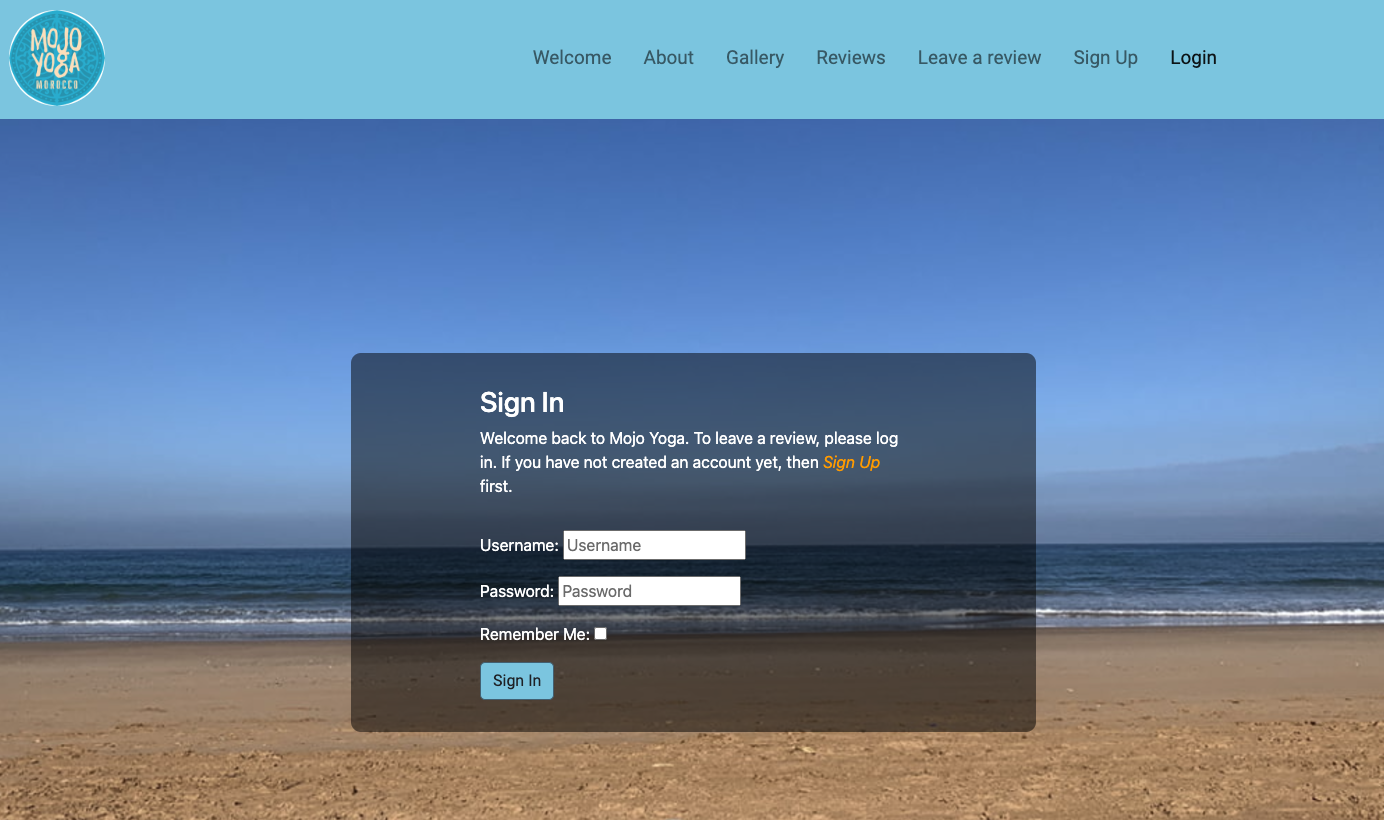 MOJO
YOGA
MOROCCO
Welcome About Gallery Reviews Leave a review Sign Up Login
Sign In
Welcome back to Mojo Yoga. To leave a review, please log
in. If you have not created an account yet, then Sign Up
first.
Username: Username
Password: Password
Remember Me:
Sign In